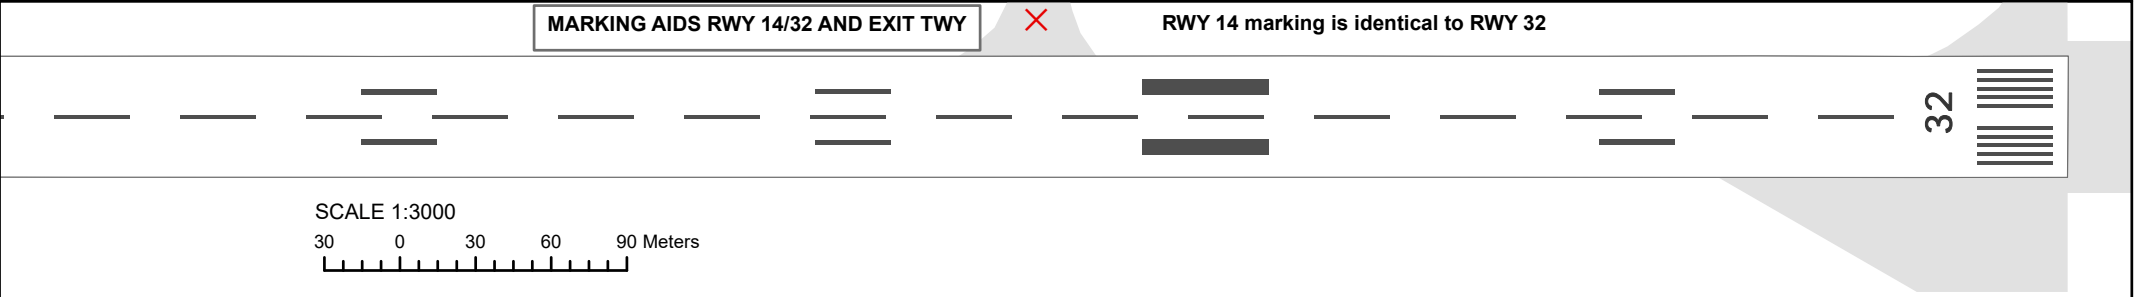 MARKING AIDS RWY 14/32 AND EXIT TWY
RWY 14 marking is identical to RWY 32
32
SCALE 1:3000
30 0 30 60 90 Meters